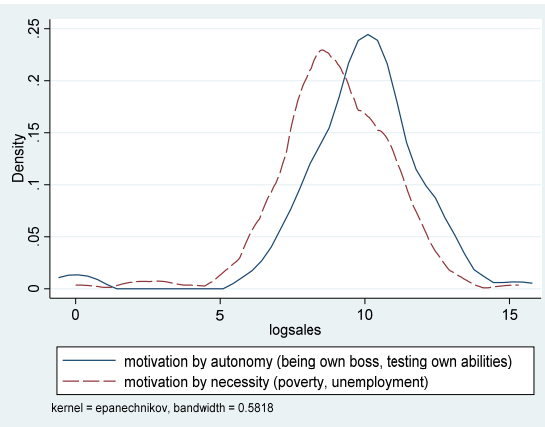 .25
.2
.15
.1
.05
0
Density
0 5 10 15
logsales
motivation by autonomy (being own boss, testing own abilities)
motivation by necessity (poverty, unemployment)
kernel = epanechnikov, bandwidth = 0.5818